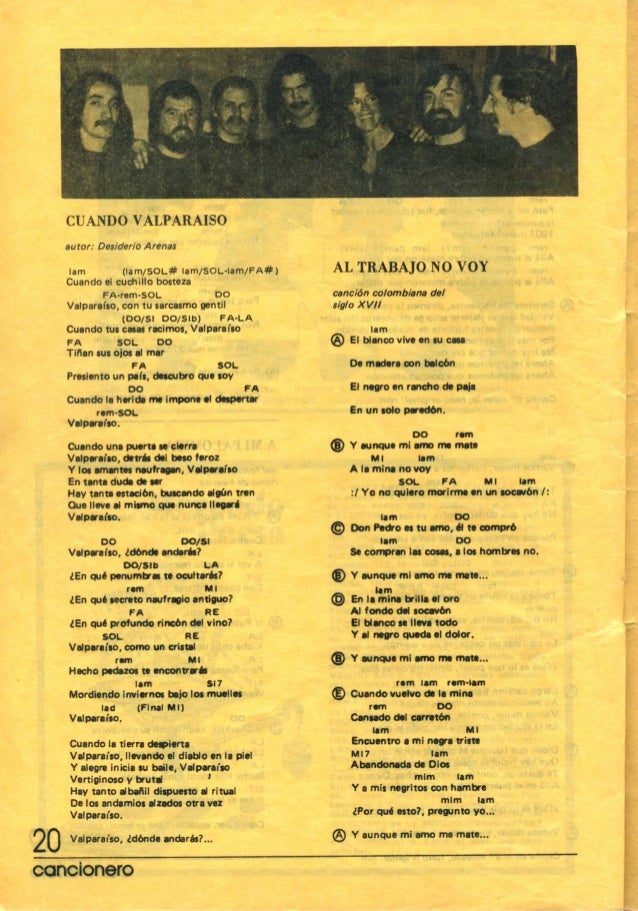 CUANDO VALPARAISO
autor: Desiderio Arenas
lam (lam/SOL# lam/SOL-lam/FA#)
Cuando el cuchillo bosteza
FA-rem-SOL DO
Valparaíso, con tu sarcasmo gentil
(DO/SI DO/SIb) FA-LA
Cuando tus casas racimos, Valparaíso
FA SOL DO
Tiñan sus ojos al mar
FA SOL
Presiento un país, descubro que soy
DO FA
Cuando la herida me impone el despertar
rem-SOL
Valparaíso.
Cuando una puerta se cierra
Valparaíso, detrás del beso feroz
Y los amantes naufragan, Valparaíso
En tanta duda de ser
Hay tanta estación, buscando algún tren
Que lleve al mismo que nunca llegará
Valparaíso.
DO DO/SI
Valparaíso, ¿dónde andarás?
DO/SIb LA
¿En qué penumbras te ocultarás?
rem MI
¿En qué secreto naufragio antiguo?
FA RE
¿En qué profundo rincón del vino?
SOL RE
Valparaíso, como un cristal
rem MI
Hecho pedazos te encontrarás
lam SI7
Mordiendo inviernos bajo los muelles
lad (Final MI)
Valparaíso.
Cuando la tierra despierta
Valparaíso, llevando el diablo en la piel
Y alegre inicia su baile, Valparaíso
Vertiginoso y brutal
Hay tanto albañil dispuesto al ritual
De los andamios alzados otra vez
Valparaíso.
Valparaíso, ¿dónde andarás?...
AL TRABAJO NO VOY
canción colombiana del
siglo XVII
lam
Ⓐ El blanco vive en su casa
De madera con balcón
El negro en rancho de paja
En un solo paredón.
DO rem
Ⓑ Y aunque mi amo me mate
MI lam
A la mina no voy
SOL FA MI lam
:/ Yo no quiero morirme en un socavón /:
lam DO
Ⓒ Don Pedro es tu amo, él te compró
lam DO
Se compran las cosas, a los hombres no.
Ⓑ Y aunque mi amo me mate...
lam
Ⓓ En la mina brilla el oro
Al fondo del socavón
El blanco se lleva todo
Y al negro queda el dolor.
Ⓑ Y aunque mi amo me mate...
rem lam rem-lam
Ⓔ Cuando vuelvo de la mina
rem DO
Cansado del carretón
lam MI
Encuentro a mi negra triste
MI7 lam
Abandonada de Dios
mim lam
Y a mis negritos con hambre
mim lam
¿Por qué esto?, pregunto yo...
Ⓐ Y aunque mi amo me mate...
20
cancionero